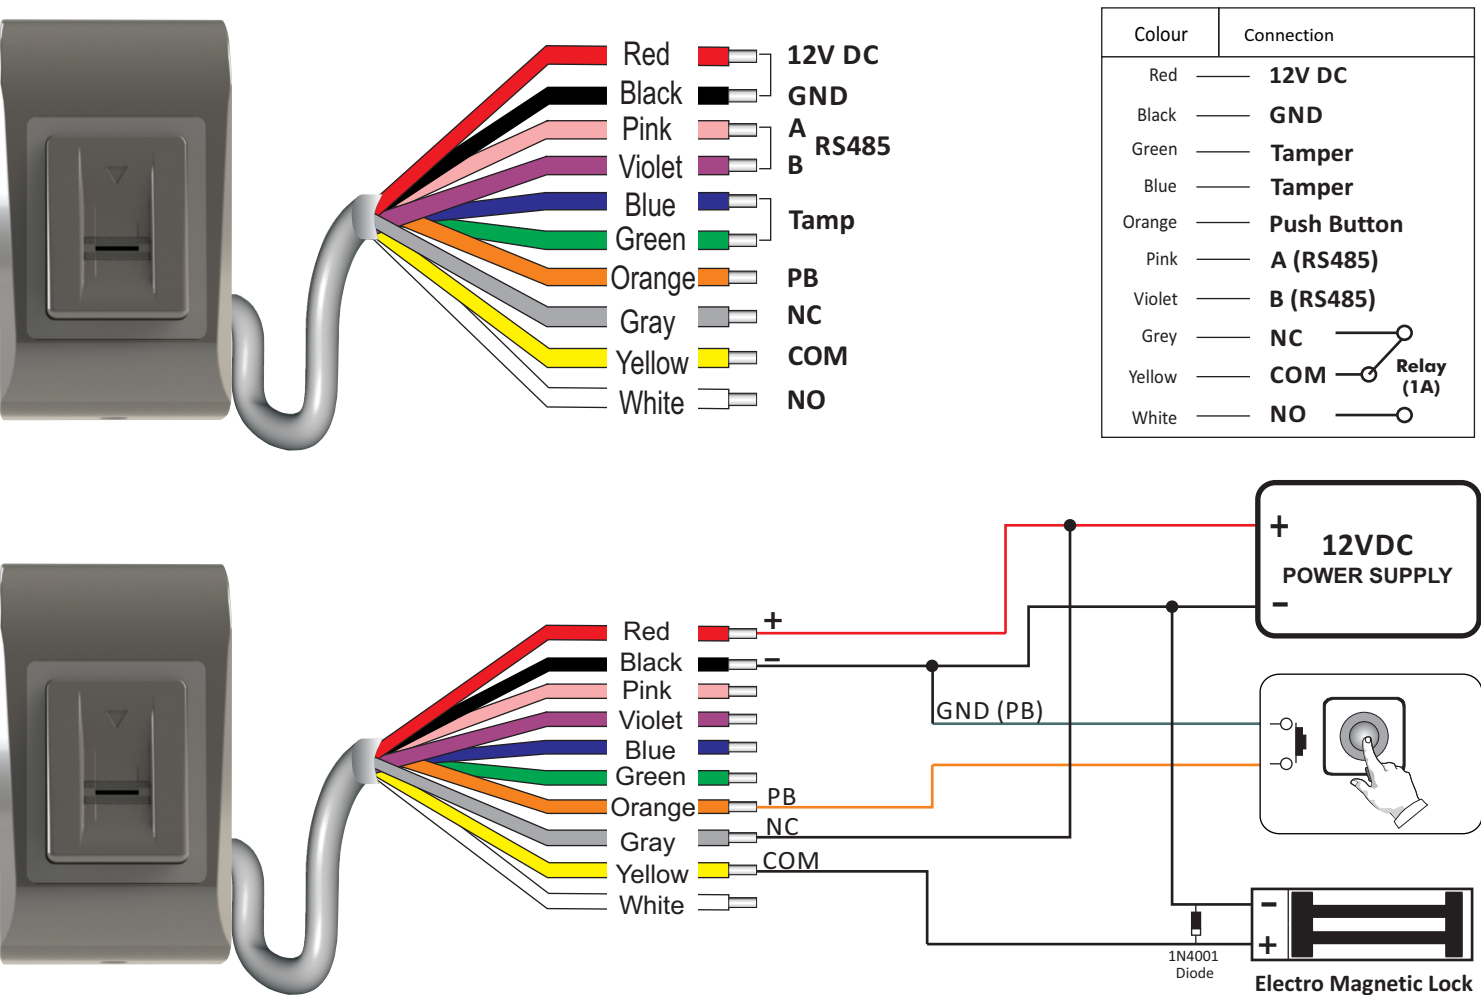 Red 12V DC
Black GND
Pink A
RS485
Violet B
Blue
Tamp
Green
Orange PB
Gray NC
Yellow COM
White NO
Colour Connection
Red 12V DC
Black GND
Green Tamper
Blue Tamper
Orange Push Button
Pink A (RS485)
Violet B (RS485)
Grey NC
Yellow COM
Relay
(1A)
White NO
+
12VDC
POWER SUPPLY
–
Red +
Black –
Pink
GND (PB)
Violet
Blue
Green
Orange PB
Gray NC
Yellow COM
White
–
+
1N4001
Diode
Electro Magnetic Lock